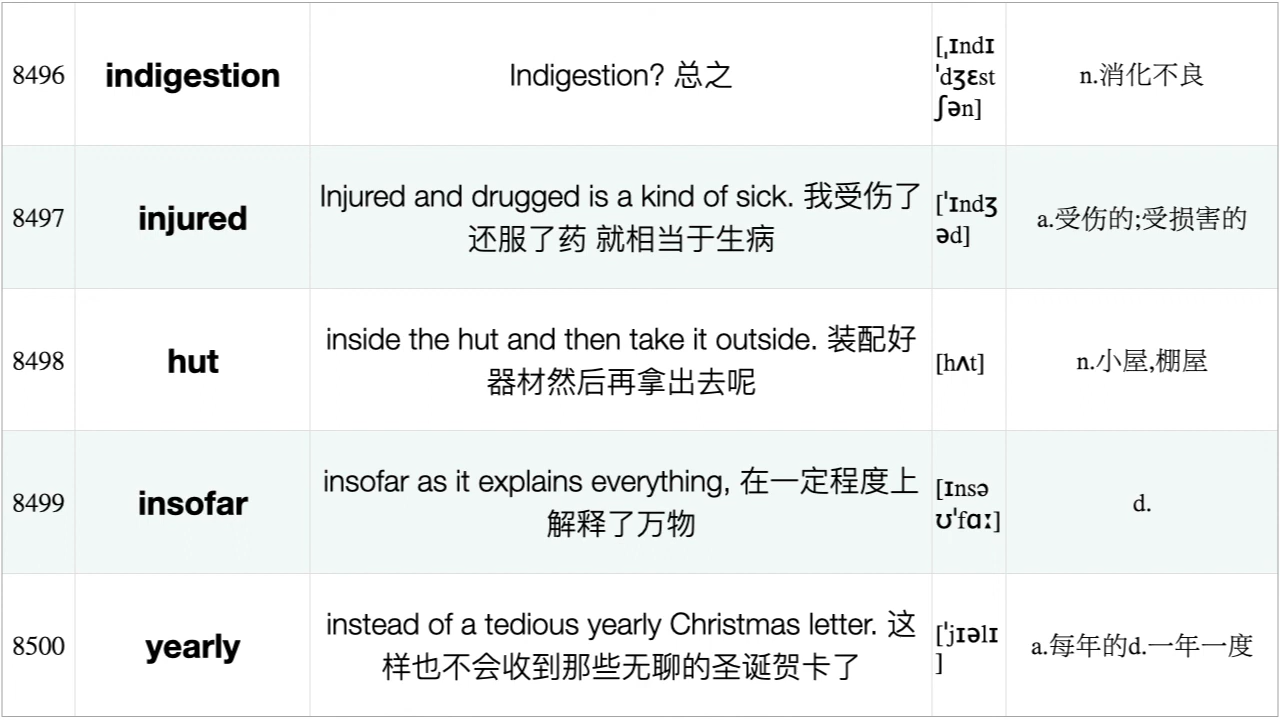 8496 indigestion Indigestion? 总之 [ˌɪndɪ n.消化不良
ˈdʒɛst
ʃən]
8497 injured Injured and drugged is a kind of sick. 我受伤了 [ˈɪndʒ a.受伤的;受损害的
还服了药 就相当于生病 əd]
8498 hut inside the hut and then take it outside. 装配好 [hʌt] n.小屋,棚屋
器材然后再拿出去呢
8499 insofar insofar as it explains everything, 在一定程度上 [ɪnsə d.
解释了万物 ʊˈfɑː]
8500 yearly instead of a tedious yearly Christmas letter. 这 [ˈjɪəlɪ a.每年的d.一年一度
样也不会收到那些无聊的圣诞贺卡了 ]